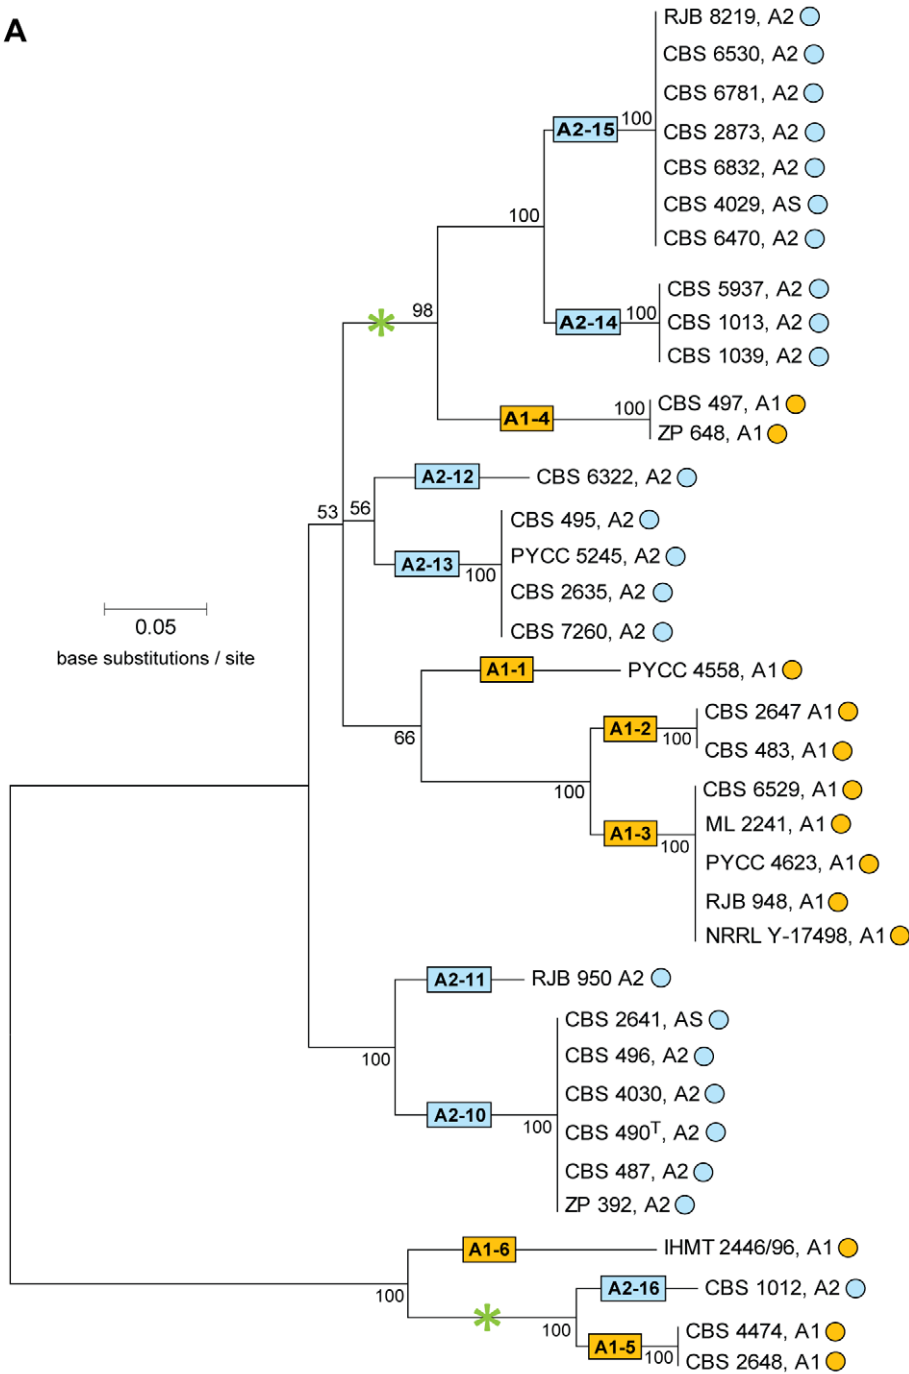 A
RJB 8219, A2
CBS 6530, A2
CBS 6781, A2
A2-15
100
CBS 2873, A2
CBS 6832, A2
CBS 4029, AS
100
CBS 6470, A2
CBS 5937, A2
98
A2-14
100
CBS 1013, A2
CBS 1039, A2
A1-4
100
CBS 497, A1
ZP 648, A1
A2-12
CBS 6322, A2
53
56
CBS 495, A2
PYCC 5245, A2
A2-13
100
CBS 2635, A2
CBS 7260, A2
0.05
base substitutions / site
A1-1
PYCC 4558, A1
66
CBS 2647 A1
A1-2
100
CBS 483, A1
100
CBS 6529, A1
ML 2241, A1
A1-3
100
PYCC 4623, A1
RJB 948, A1
NRRL Y-17498, A1
A2-11
RJB 950 A2
100
CBS 2641, AS
CBS 496, A2
CBS 4030, A2
A2-10
100
CBS 490ᵀ, A2
CBS 487, A2
ZP 392, A2
A1-6
IHMT 2446/96, A1
100
A2-16
CBS 1012, A2
100
CBS 4474, A1
A1-5
100
CBS 2648, A1